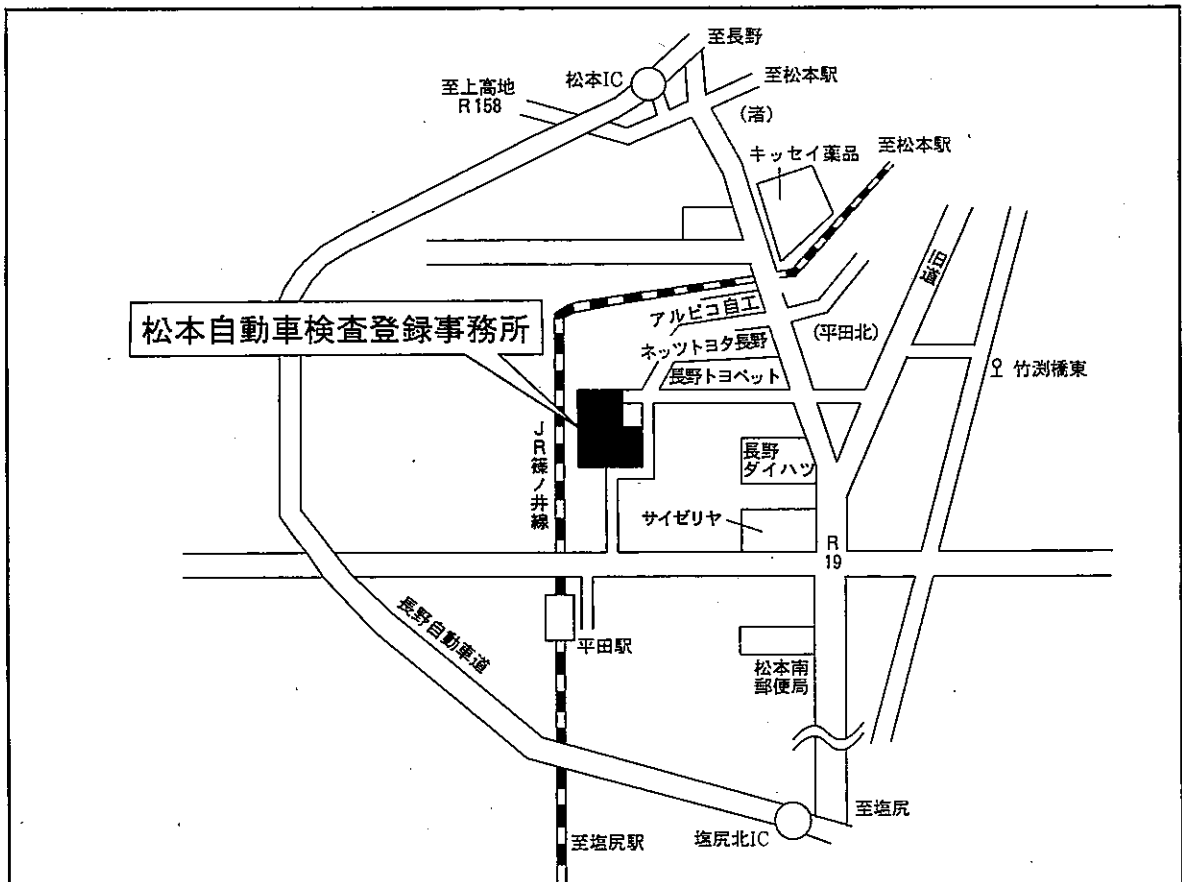 至長野
松本IC
至松本駅
至上高地
R158
(渚)
キッセイ薬品
至松本駅
旧道
松本自動車検査登録事務所
アルピコ自工
ネッツトヨタ長野
(平田北)
長野トヨペット
竹渕橋東
JR篠ノ井線
長野
ダイハツ
サイゼリヤ
R
19
長野自動車道
平田駅
松本南
郵便局
至塩尻
塩尻北IC
至塩尻駅